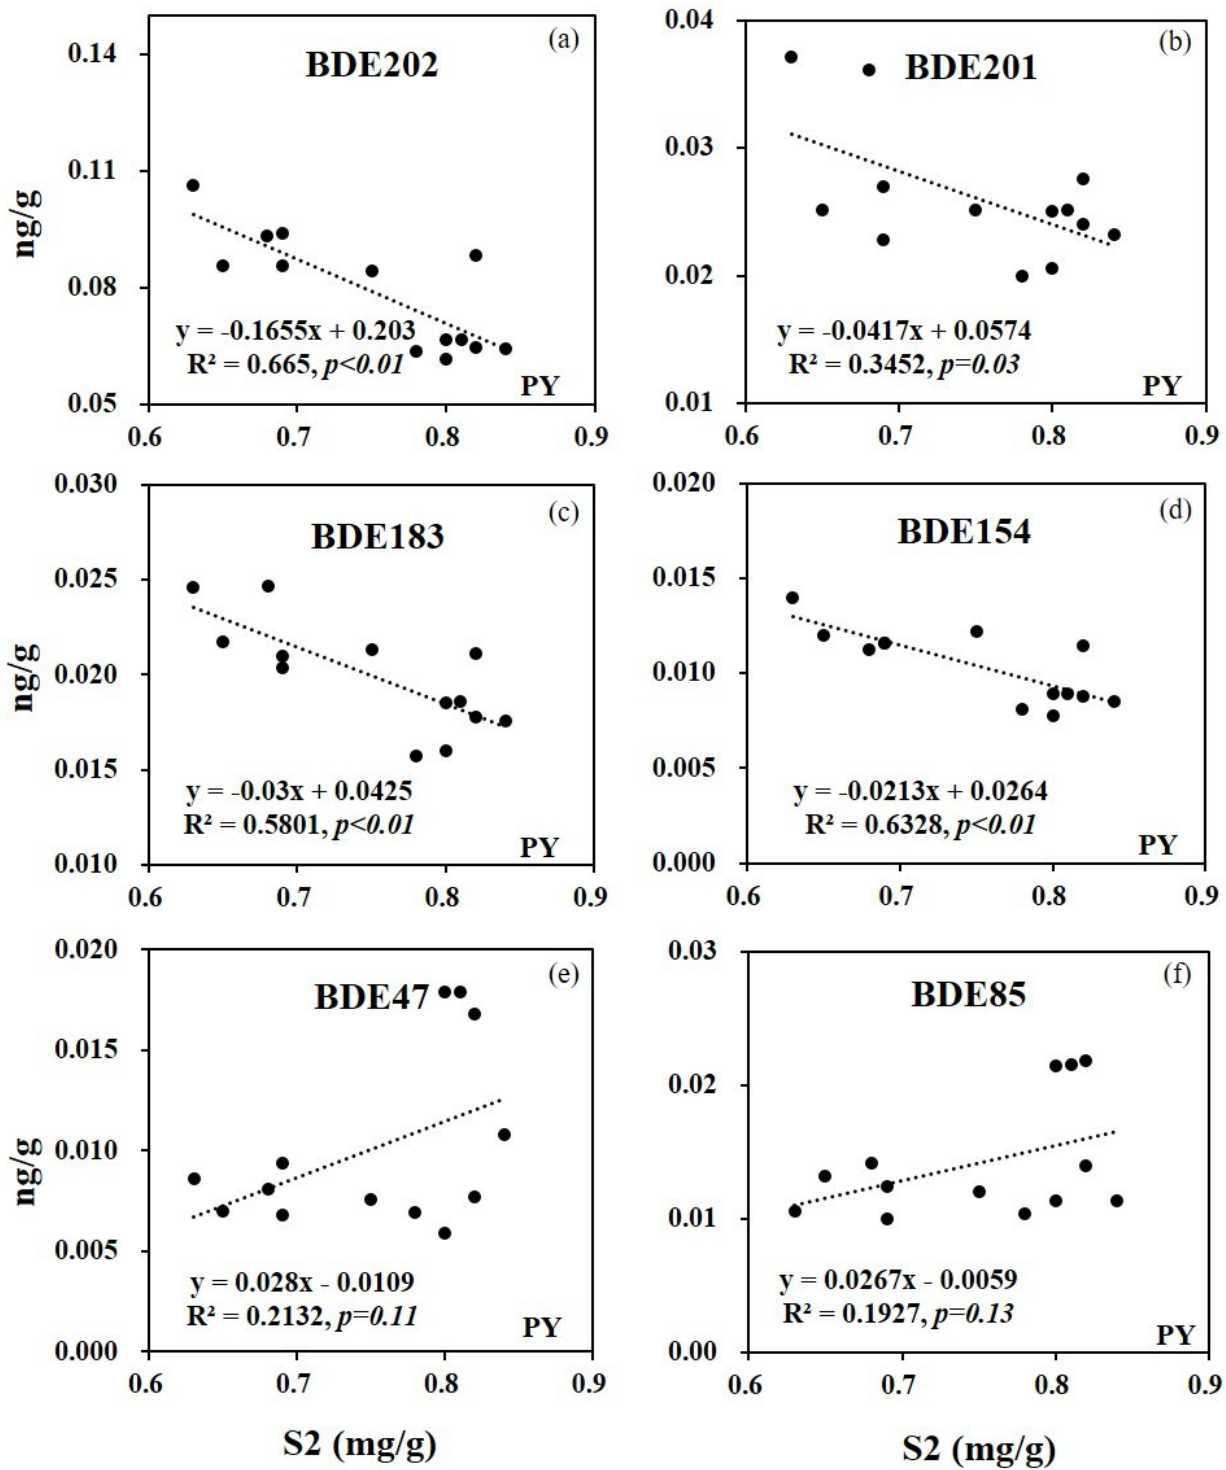 (a)
BDE202
0.14
0.11
0.08
0.05
ng/g
y = -0.1655x + 0.203
R² = 0.665, p<0.01
PY
0.6 0.7 0.8 0.9
(b)
BDE201
0.04
0.03
0.02
0.01
y = -0.0417x + 0.0574
R² = 0.3452, p=0.03
PY
0.6 0.7 0.8 0.9
(c)
BDE183
0.030
0.025
0.020
0.015
0.010
ng/g
y = -0.03x + 0.0425
R² = 0.5801, p<0.01
PY
0.6 0.7 0.8 0.9
(d)
BDE154
0.020
0.015
0.010
0.005
0.000
y = -0.0213x + 0.0264
R² = 0.6328, p<0.01
PY
0.6 0.7 0.8 0.9
(e)
BDE47
0.020
0.015
0.010
0.005
0.000
ng/g
y = 0.028x - 0.0109
R² = 0.2132, p=0.11
PY
0.6 0.7 0.8 0.9
S2 (mg/g)
(f)
BDE85
0.03
0.02
0.01
0.00
y = 0.0267x - 0.0059
R² = 0.1927, p=0.13
PY
0.6 0.7 0.8 0.9
S2 (mg/g)